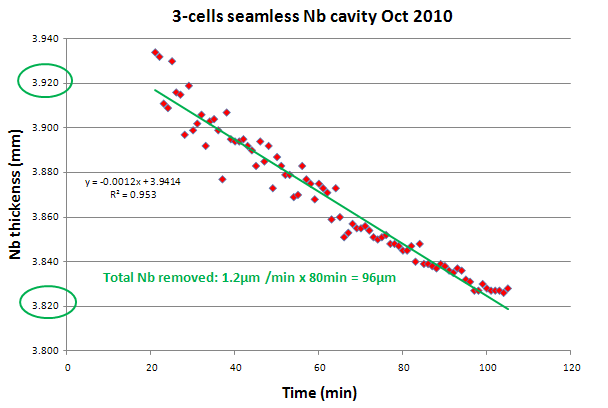 3-cells seamless Nb cavity Oct 2010
Nb thickenss (mm)
3.940
3.920
3.900
3.880
3.860
3.840
3.820
3.800
y = -0.0012x + 3.9414
R² = 0.953
Total Nb removed: 1.2µm /min x 80min = 96µm
0 20 40 60 80 100 120
Time (min)